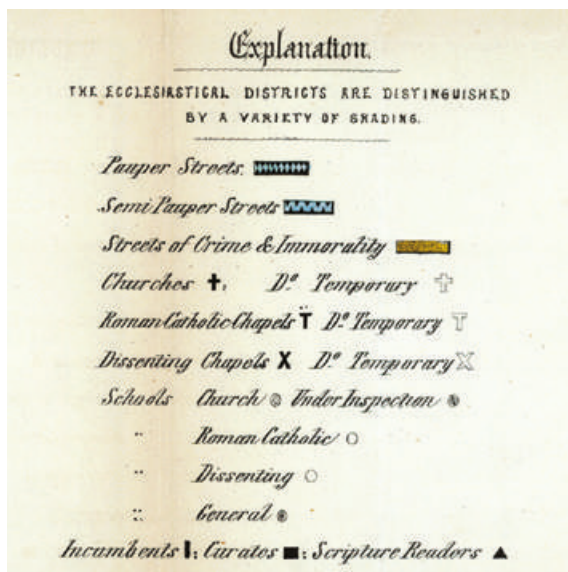 Explanation.
THE ECCLESIASTICAL DISTRICTS ARE DISTINGUISHED
BY A VARIETY OF GRADING.
Pauper Streets.
Semi Pauper Streets
Streets of Crime & Immorality
Churches ✝: Do. Temporary
Roman Catholic Chapels T Do. Temporary T
Dissenting Chapels X Do. Temporary X
Schools Church Under Inspection
" Roman Catholic
" Dissenting
" General
Incumbents : Curates : Scripture Readers